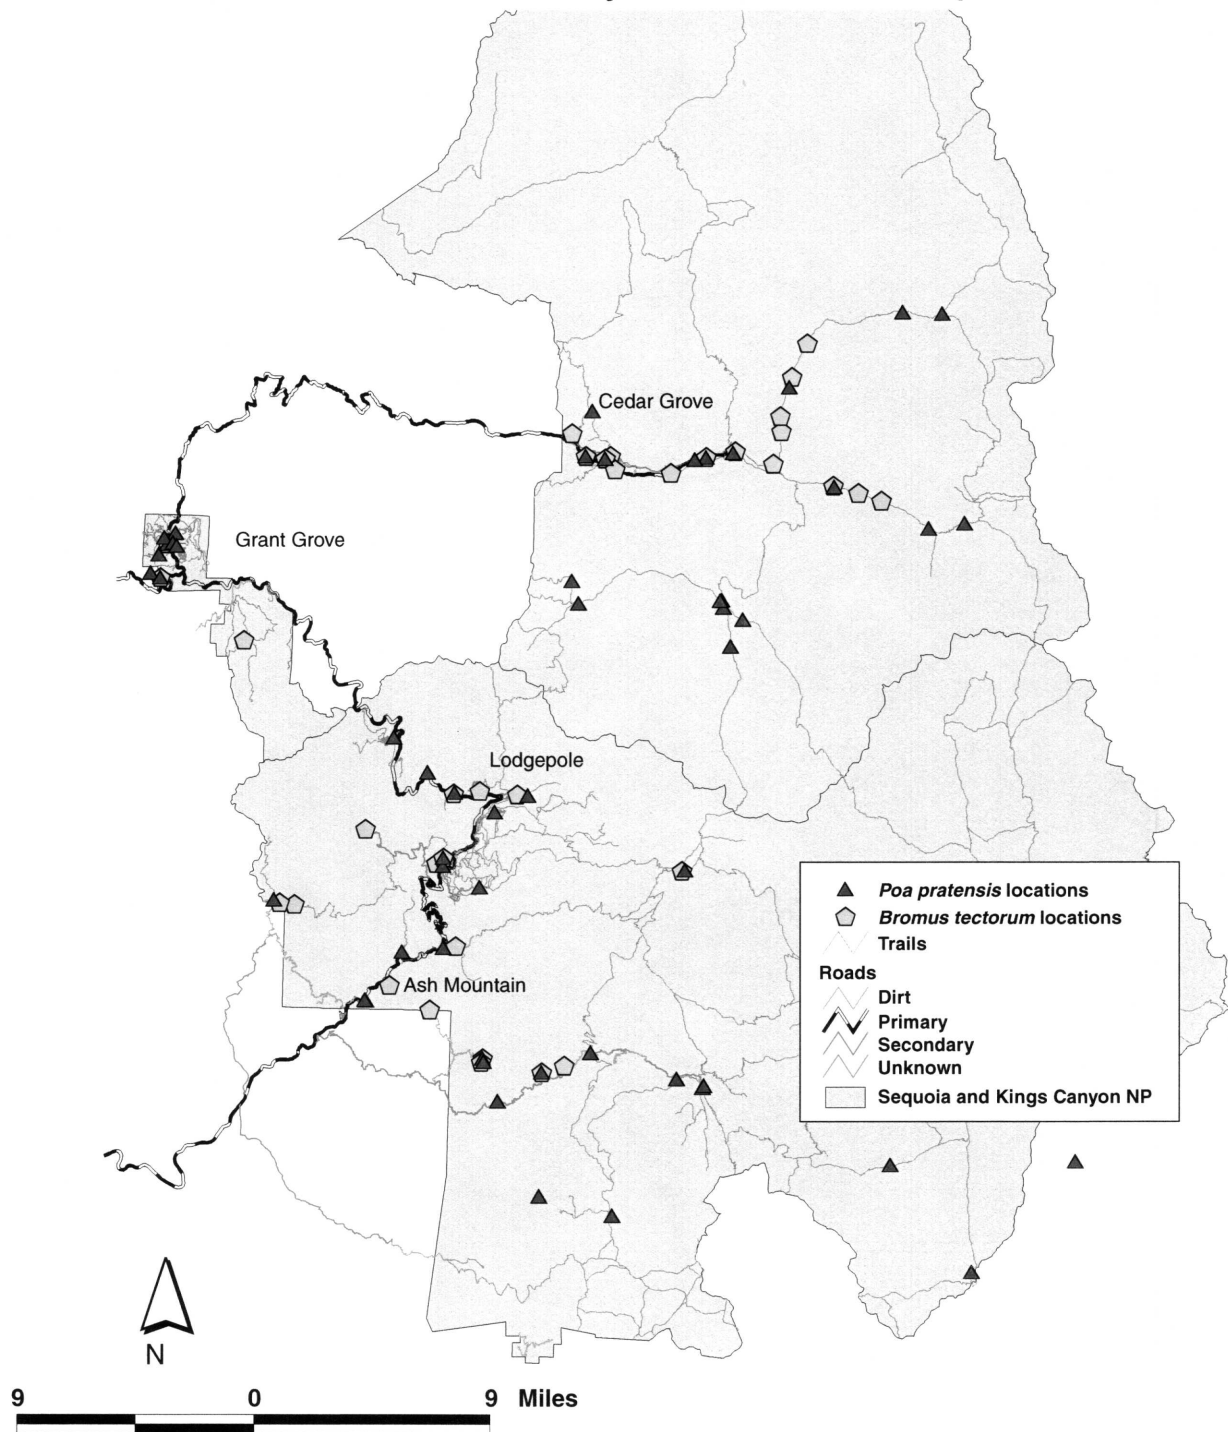 Cedar Grove
Grant Grove
Lodgepole
Poa pratensis locations
Bromus tectorum locations
Trails
Roads
Dirt
Primary
Secondary
Unknown
Sequoia and Kings Canyon NP
Ash Mountain
N
9 0 9 Miles